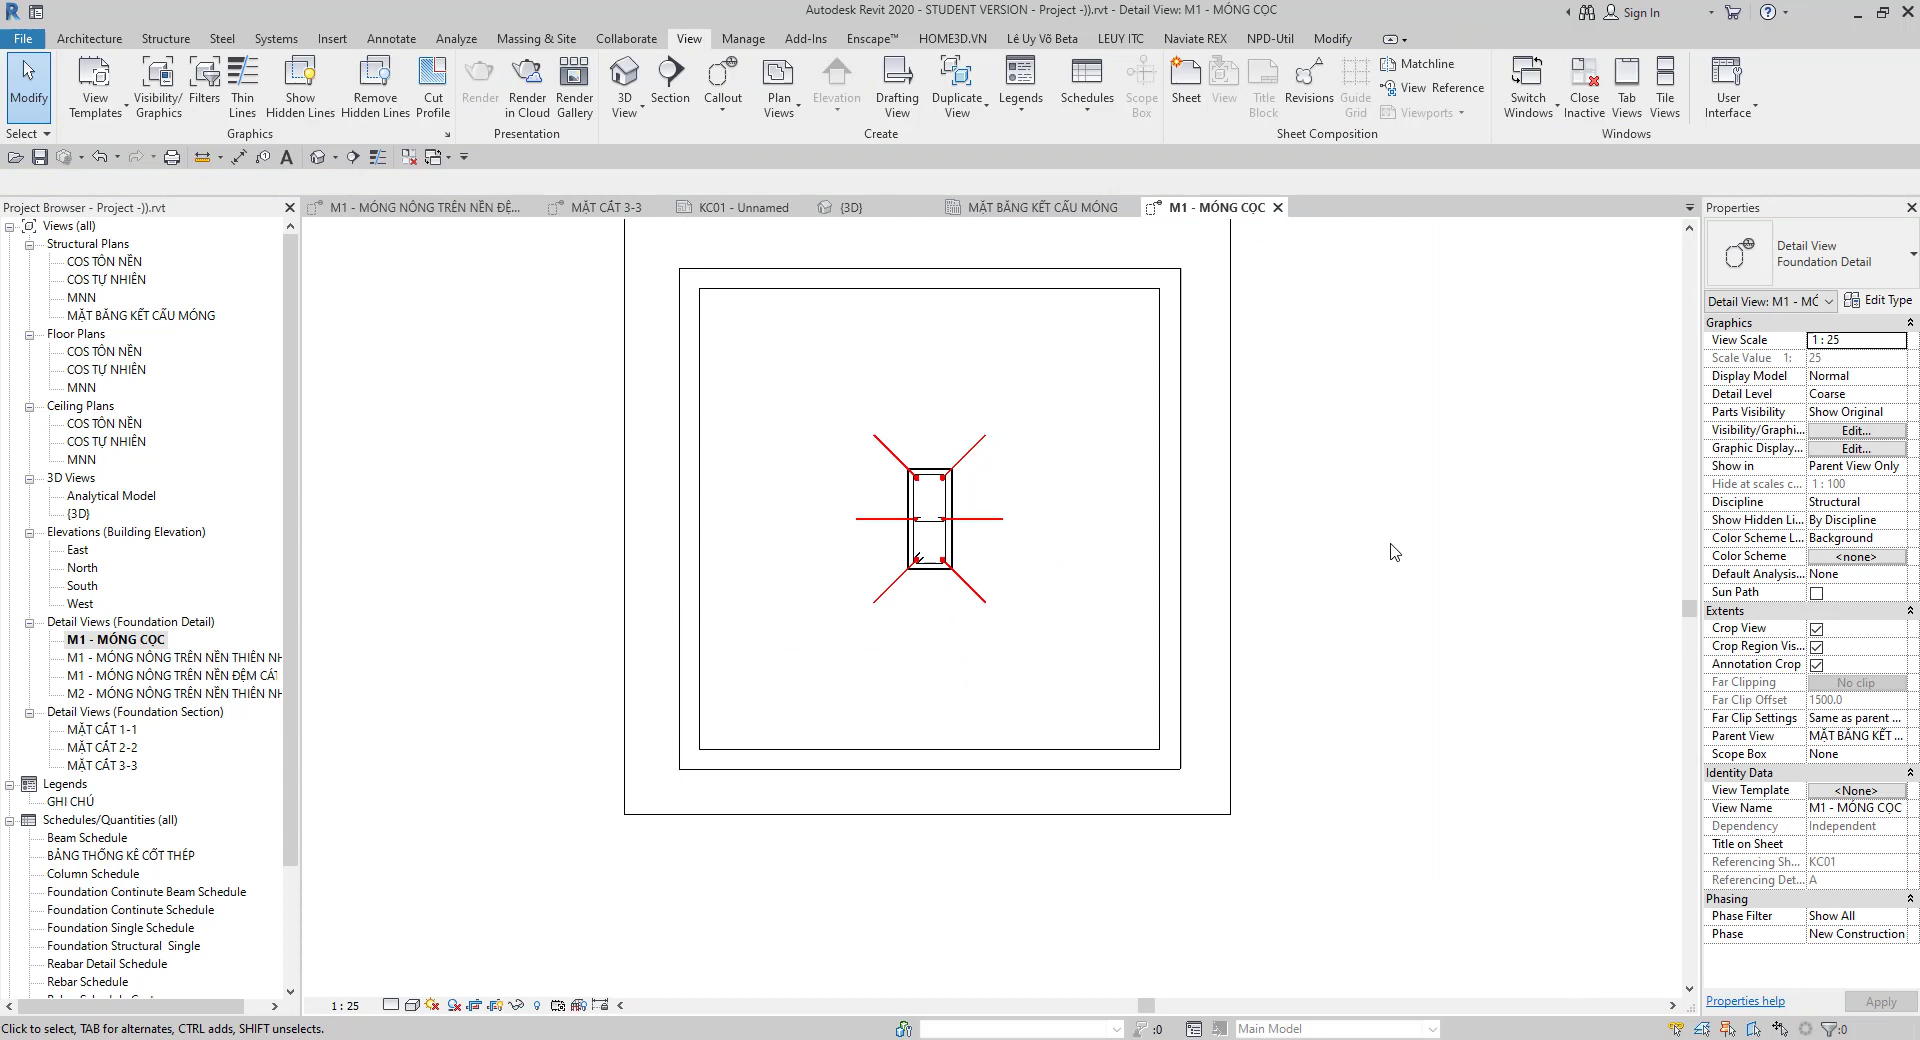 Autodesk Revit 2020 - STUDENT VERSION - Project -)).rvt - Detail View: M1 - MÓNG CỌC
Sign In
File Architecture Structure Steel Systems Insert Annotate Analyze Massing & Site Collaborate View Manage Add-Ins Enscape™ HOME3D.VN Lê Uy Võ Beta LEUY ITC Naviate REX NPD-Util Modify
Modify
View Templates
Visibility/ Graphics
Filters
Thin Lines
Show Hidden Lines
Remove Hidden Lines
Cut Profile
Render
Render in Cloud
Render Gallery
3D View
Section
Callout
Plan Views
Elevation
Drafting View
Duplicate View
Legends
Schedules
Scope Box
Sheet
View
Title Block
Revisions
Guide Grid
Matchline
View Reference
Viewports
Switch Windows
Close Inactive
Tab Views
Tile Views
User Interface
Select Graphics Presentation Create Sheet Composition Windows
Project Browser - Project -)).rvt
M1 - MÓNG NÔNG TRÊN NỀN ĐỆ...
MẶT CẮT 3-3
KC01 - Unnamed
{3D}
MẶT BẰNG KẾT CẤU MÓNG
M1 - MÓNG CỌC
Views (all)
Structural Plans
COS TÔN NỀN
COS TỰ NHIÊN
MNN
MẶT BẰNG KẾT CẤU MÓNG
Floor Plans
COS TÔN NỀN
COS TỰ NHIÊN
MNN
Ceiling Plans
COS TÔN NỀN
COS TỰ NHIÊN
MNN
3D Views
Analytical Model
{3D}
Elevations (Building Elevation)
East
North
South
West
Detail Views (Foundation Detail)
M1 - MÓNG CỌC
M1 - MÓNG NÔNG TRÊN NỀN THIÊN NH
M1 - MÓNG NÔNG TRÊN NỀN ĐỆM CÁT
M2 - MÓNG NÔNG TRÊN NỀN THIÊN NH
Detail Views (Foundation Section)
MẶT CẮT 1-1
MẶT CẮT 2-2
MẶT CẮT 3-3
Legends
GHI CHÚ
Schedules/Quantities (all)
Beam Schedule
BẢNG THỐNG KÊ CỐT THÉP
Column Schedule
Foundation Continute Beam Schedule
Foundation Continute Schedule
Foundation Single Schedule
Foundation Structural Single
Reabar Detail Schedule
Rebar Schedule
Properties
Detail View
Foundation Detail
Detail View: M1 - MÓ Edit Type
Graphics
View Scale 1 : 25
Scale Value 1: 25
Display Model Normal
Detail Level Coarse
Parts Visibility Show Original
Visibility/Graphi... Edit...
Graphic Display... Edit...
Show in Parent View Only
Hide at scales c... 1 : 100
Discipline Structural
Show Hidden Li... By Discipline
Color Scheme L... Background
Color Scheme <none>
Default Analysis... None
Sun Path
Extents
Crop View
Crop Region Vis...
Annotation Crop
Far Clipping No clip
Far Clip Offset 1500.0
Far Clip Settings Same as parent ...
Parent View MẶT BẰNG KẾT ...
Scope Box None
Identity Data
View Template <None>
View Name M1 - MÓNG CỌC
Dependency Independent
Title on Sheet
Referencing Sh... KC01
Referencing Det... A
Phasing
Phase Filter Show All
Phase New Construction
Properties help Apply
1 : 25
Click to select, TAB for alternates, CTRL adds, SHIFT unselects.
:0
Main Model
:0